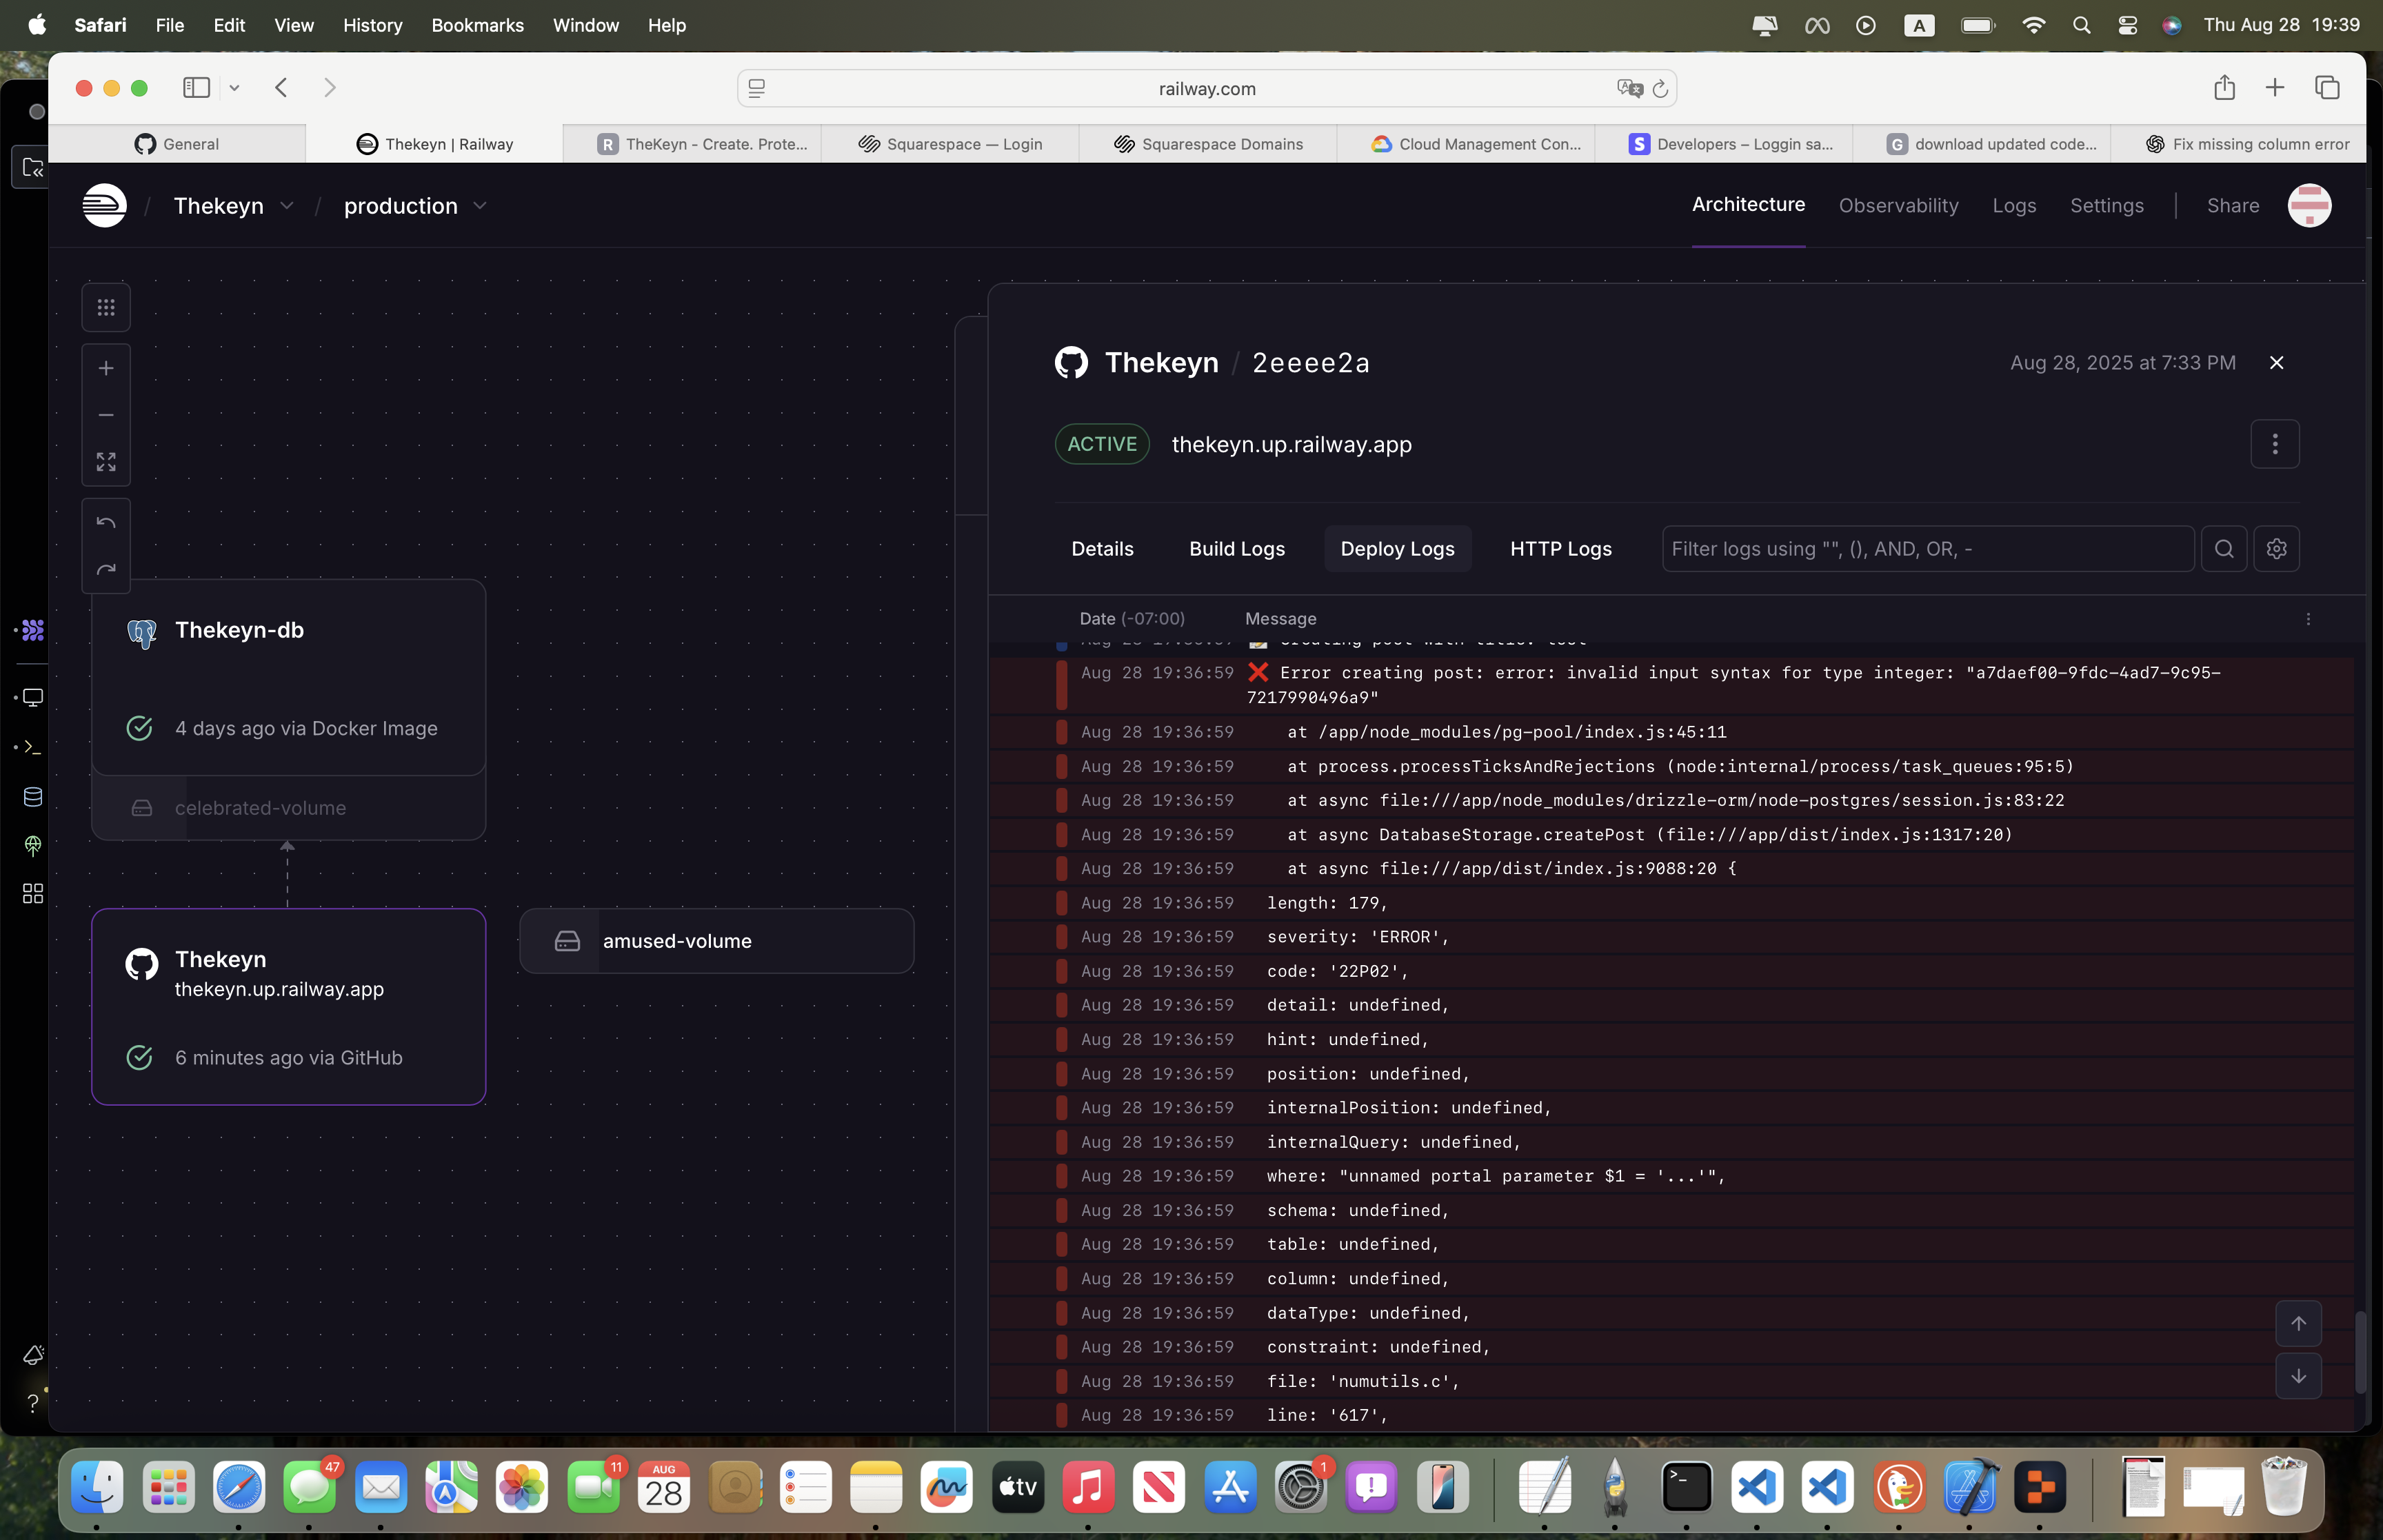 Safari File Edit View History Bookmarks Window Help
A Thu Aug 28 19:39
railway.com
General
Thekeyn | Railway
R TheKeyn - Create. Prote...
Squarespace — Login
Squarespace Domains
Cloud Management Con...
S Developers – Loggin sa...
G download updated code...
Fix missing column error
/ Thekeyn / production
Architecture Observability Logs Settings | Share
Thekeyn-db
4 days ago via Docker Image
celebrated-volume
Thekeyn
thekeyn.up.railway.app
6 minutes ago via GitHub
amused-volume
Thekeyn / 2eeee2a
Aug 28, 2025 at 7:33 PM
ACTIVE thekeyn.up.railway.app
Details Build Logs Deploy Logs HTTP Logs Filter logs using "", (), AND, OR, -
Date (-07:00) Message
Aug 28 19:36:59 Creating post with title: test
Aug 28 19:36:59 ❌ Error creating post: error: invalid input syntax for type integer: "a7daef00-9fdc-4ad7-9c95-
7217990496a9"
Aug 28 19:36:59 at /app/node_modules/pg-pool/index.js:45:11
Aug 28 19:36:59 at process.processTicksAndRejections (node:internal/process/task_queues:95:5)
Aug 28 19:36:59 at async file:///app/node_modules/drizzle-orm/node-postgres/session.js:83:22
Aug 28 19:36:59 at async DatabaseStorage.createPost (file:///app/dist/index.js:1317:20)
Aug 28 19:36:59 at async file:///app/dist/index.js:9088:20 {
Aug 28 19:36:59 length: 179,
Aug 28 19:36:59 severity: 'ERROR',
Aug 28 19:36:59 code: '22P02',
Aug 28 19:36:59 detail: undefined,
Aug 28 19:36:59 hint: undefined,
Aug 28 19:36:59 position: undefined,
Aug 28 19:36:59 internalPosition: undefined,
Aug 28 19:36:59 internalQuery: undefined,
Aug 28 19:36:59 where: "unnamed portal parameter $1 = '...'",
Aug 28 19:36:59 schema: undefined,
Aug 28 19:36:59 table: undefined,
Aug 28 19:36:59 column: undefined,
Aug 28 19:36:59 dataType: undefined,
Aug 28 19:36:59 constraint: undefined,
Aug 28 19:36:59 file: 'numutils.c',
Aug 28 19:36:59 line: '617',
?
47
11
AUG
28
tv
1